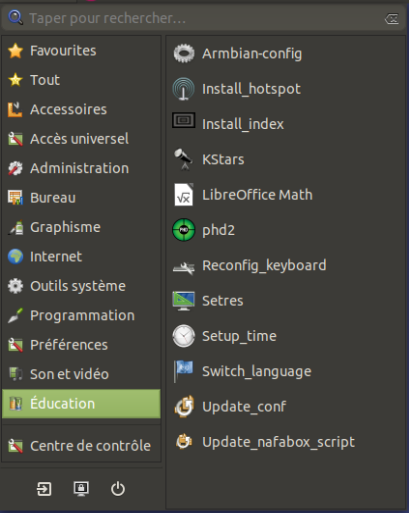 Taper pour rechercher...
Favourites
Tout
Accessoires
Accès universel
Administration
Bureau
Graphisme
Internet
Outils système
Programmation
Préférences
Son et vidéo
Éducation
Centre de contrôle
Armbian-config
Install_hotspot
Install_index
KStars
LibreOffice Math
phd2
Reconfig_keyboard
Setres
Setup_time
Switch_language
Update_conf
Update_nafabox_script